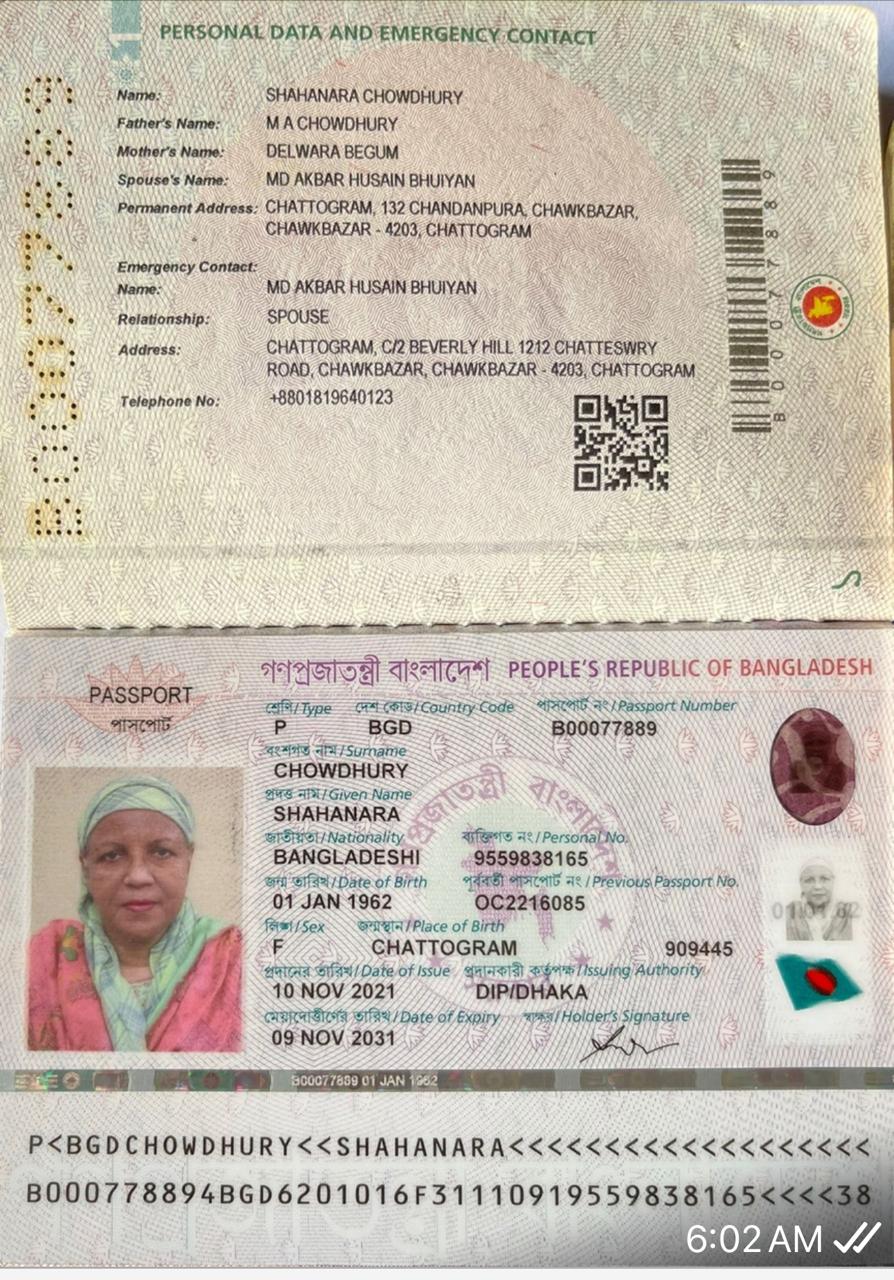 PERSONAL DATA AND EMERGENCY CONTACT
Name: SHAHANARA CHOWDHURY
Father's Name: M A CHOWDHURY
Mother's Name: DELWARA BEGUM
Spouse's Name: MD AKBAR HUSAIN BHUIYAN
Permanent Address: CHATTOGRAM, 132 CHANDANPURA, CHAWKBAZAR,
CHAWKBAZAR - 4203, CHATTOGRAM
Emergency Contact:
Name: MD AKBAR HUSAIN BHUIYAN
Relationship: SPOUSE
Address: CHATTOGRAM, C/2 BEVERLY HILL 1212 CHATTESWRY
ROAD, CHAWKBAZAR, CHAWKBAZAR - 4203, CHATTOGRAM
Telephone No: +8801819640123
B00077889
গণপ্রজাতন্ত্রী বাংলাদেশ PEOPLE'S REPUBLIC OF BANGLADESH
PASSPORT
পাসপোর্ট
শ্রেণি/Type দেশ কোড/Country Code পাসপোর্ট নং/Passport Number
P BGD B00077889
বংশগত নাম/Surname
CHOWDHURY
প্রদত্ত নাম/Given Name
SHAHANARA
জাতীয়তা/Nationality ব্যক্তিগত নং/Personal No.
BANGLADESHI 9559838165
জন্ম তারিখ/Date of Birth পূর্ববর্তী পাসপোর্ট নং/Previous Passport No.
01 JAN 1962 OC2216085
লিঙ্গ/Sex জন্মস্থান/Place of Birth
F CHATTOGRAM 909445
প্রদানের তারিখ/Date of Issue প্রদানকারী কর্তৃপক্ষ/Issuing Authority
10 NOV 2021 DIP/DHAKA
মেয়াদোত্তীর্ণের তারিখ/Date of Expiry স্বাক্ষর/Holder's Signature
09 NOV 2031
B00077889 01 JAN 1962
P<BGDCHOWDHURY<<SHAHANARA<<<<<<<<<<<<<<<<<<<
B000778894BGD6201016F31110919559838165<<<<38
6:02 AM